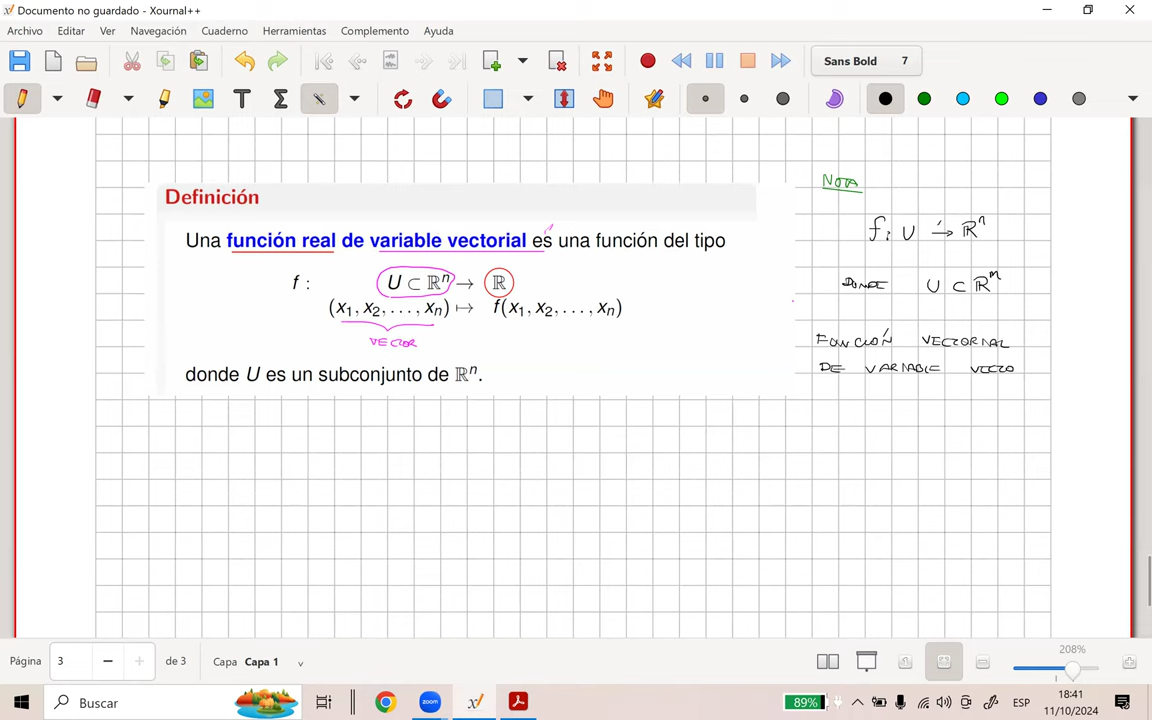 Documento no guardado - Xournal++
Archivo Editar Ver Navegación Cuaderno Herramientas Complemento Ayuda
Sans Bold 7
Definición
Una función real de variable vectorial es una función del tipo
f : U ⊂ ℝⁿ → ℝ
(x₁, x₂, . . . , xₙ) ↦ f(x₁, x₂, . . . , xₙ)
VECTOR
donde U es un subconjunto de ℝⁿ.
NOTA
f: U → ℝⁿ
DONDE U ⊂ ℝᵐ
FUNCIÓN VECTORIAL
DE VARIABLE VECTO
Página 3 de 3 Capa Capa 1
208%
Buscar
zoom
89%
ESP
18:41
11/10/2024